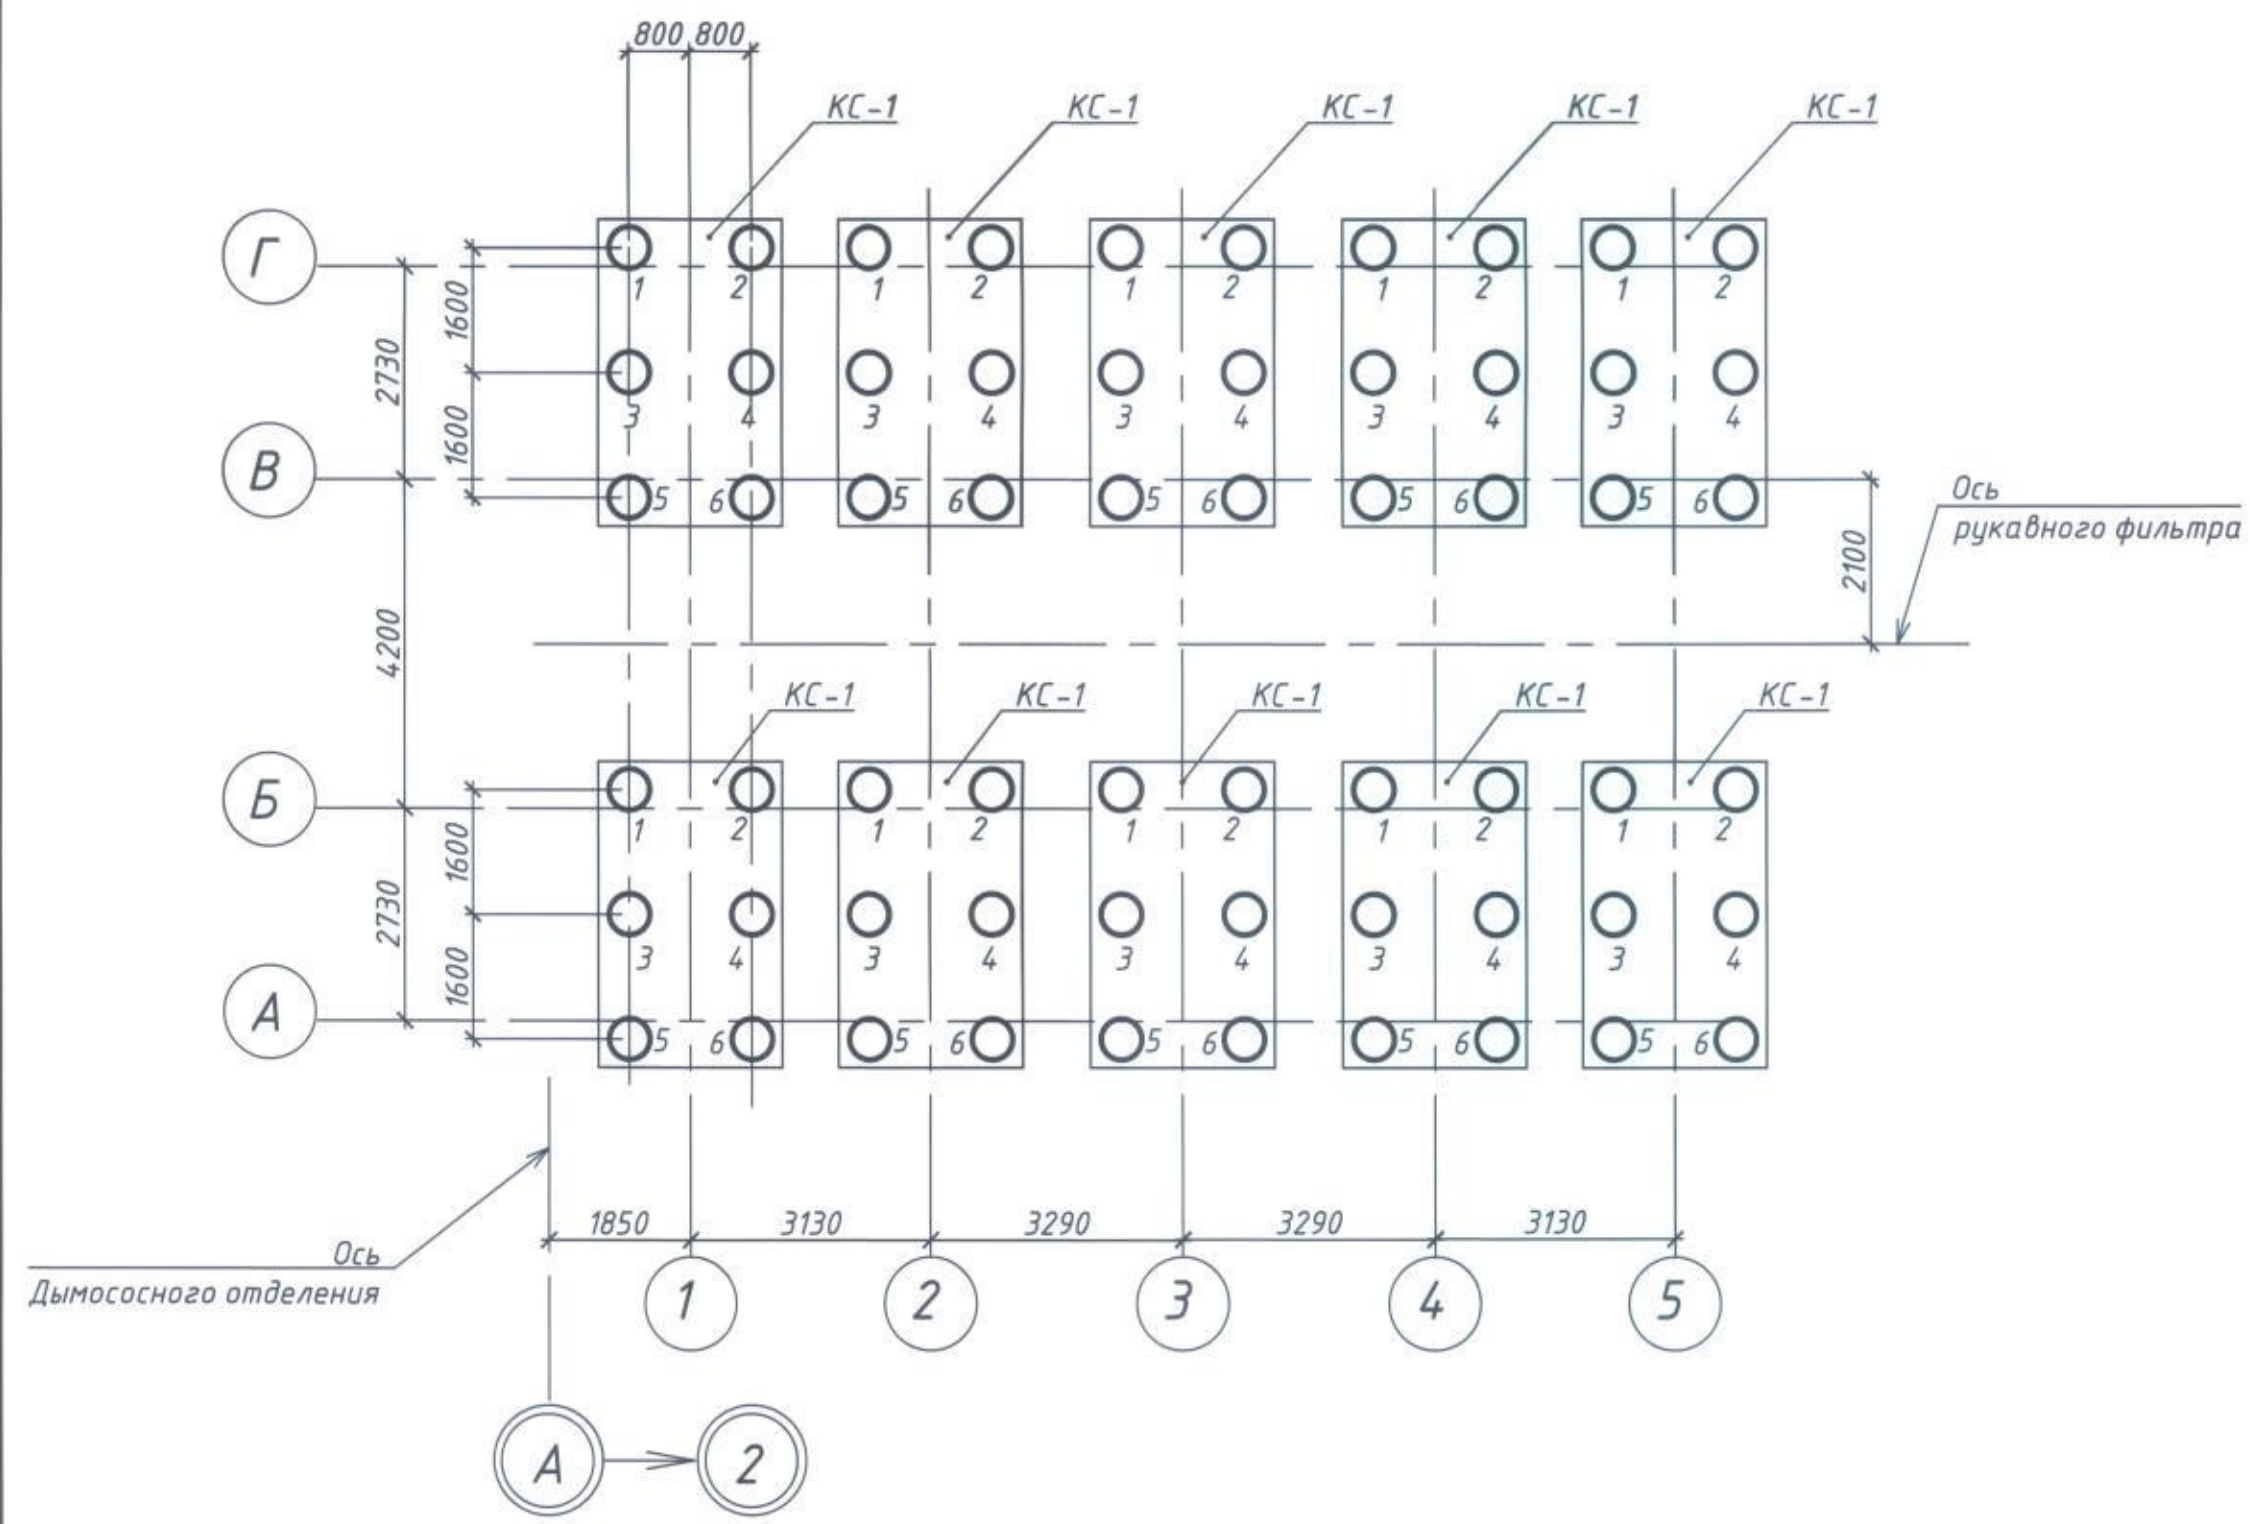 800 800
КС-1 КС-1 КС-1 КС-1 КС-1
Г
1 2 1 2 1 2 1 2 1 2
1600
2730
3 4 3 4 3 4 3 4 3 4
1600
В
5 6 5 6 5 6 5 6 5 6
Ось
рукавного фильтра
2100
4200
КС-1 КС-1 КС-1 КС-1 КС-1
Б
1 2 1 2 1 2 1 2 1 2
1600
2730
3 4 3 4 3 4 3 4 3 4
1600
А
5 6 5 6 5 6 5 6 5 6
1850 3130 3290 3290 3130
Ось
Дымососного отделения
1 2 3 4 5
А 2